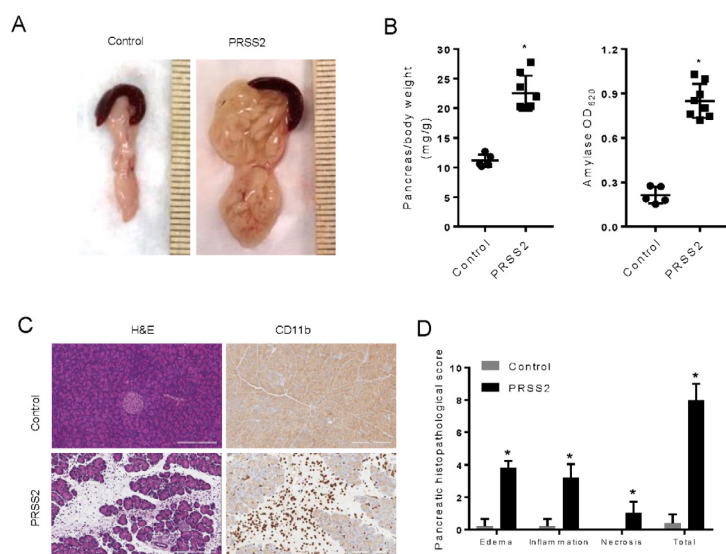 A
Control
PRSS2
B
*
30
25
20
15
10
5
0
Pancreas/body weight
(mg/g)
Control
PRSS2
*
1.2
0.9
0.6
0.3
0.0
Amylase OD620
Control
PRSS2
C
H&E
CD11b
Control
PRSS2
D
Control
PRSS2
10
8
6
4
2
0
Pancreatic histopathological score
*
*
*
*
Edema
Inflammation
Necrosis
Total